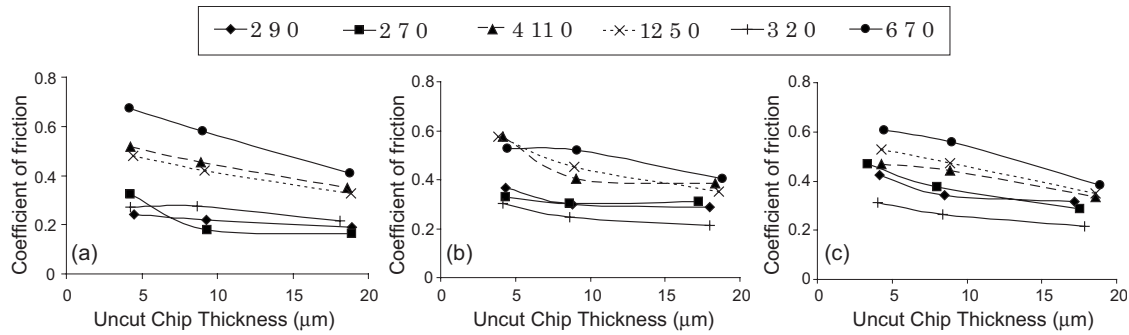 2 9 0 2 7 0 4 11 0 12 5 0 3 2 0 6 7 0
Coefficient of friction
0.8
0.6
0.4
0.2
0
(a)
0 5 10 15 20
Uncut Chip Thickness (μm)
Coefficient of friction
0.8
0.6
0.4
0.2
0
(b)
0 5 10 15 20
Uncut Chip Thickness (μm)
Coefficient of friction
0.8
0.6
0.4
0.2
0
(c)
0 5 10 15 20
Uncut Chip Thickness (μm)